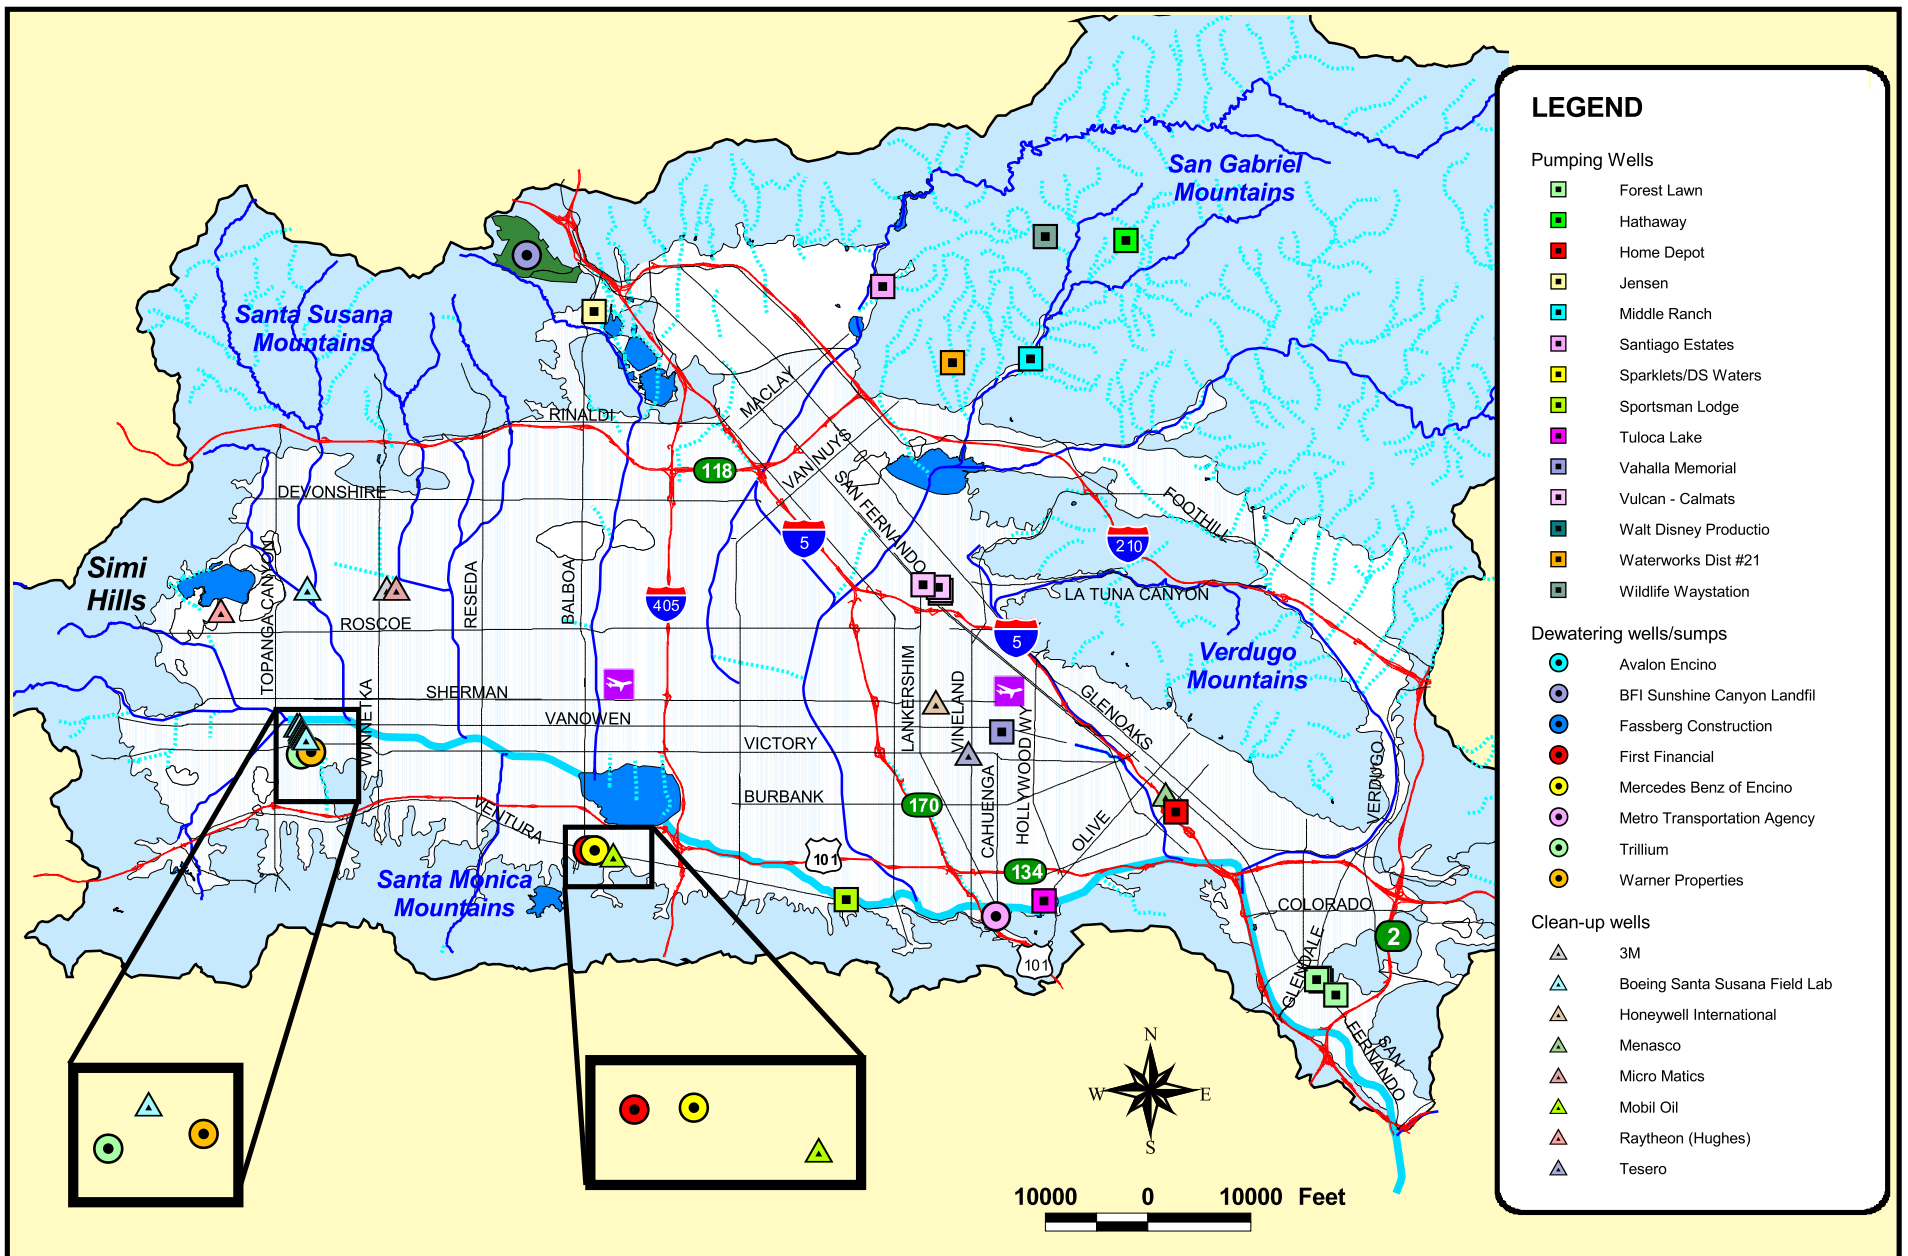 LEGEND
Pumping Wells
Forest Lawn
Hathaway
Home Depot
Jensen
Middle Ranch
Santiago Estates
Sparklets/DS Waters
Sportsman Lodge
Tuloca Lake
Vahalla Memorial
Vulcan - Calmats
Walt Disney Productio
Waterworks Dist #21
Wildlife Waystation
Dewatering wells/sumps
Avalon Encino
BFI Sunshine Canyon Landfil
Fassberg Construction
First Financial
Mercedes Benz of Encino
Metro Transportation Agency
Trillium
Warner Properties
Clean-up wells
3M
Boeing Santa Susana Field Lab
Honeywell International
Menasco
Micro Matics
Mobil Oil
Raytheon (Hughes)
Tesero
San Gabriel
Mountains
Santa Susana
Mountains
MACLAY
RINALDI
118
VAN NUYS
SAN FERNANDO
DEVONSHIRE
FOOTHILL
5
210
Simi
Hills
TOPANGA CANYON
RESEDA
BALBOA
405
LA TUNA CANYON
ROSCOE
5
Verdugo
Mountains
LANKERSHIM
VINELAND
WINNETKA
SHERMAN
VANOWEN
VICTORY
HOLLYWOOD WY
GLENOAKS
CAHUENGA
VERDUGO
BURBANK
170
VENTURA
OLIVE
101
134
Santa Monica
Mountains
COLORADO
2
101
GLENDALE
SAN
FERNANDO
N
W
E
S
10000
0
10000
Feet